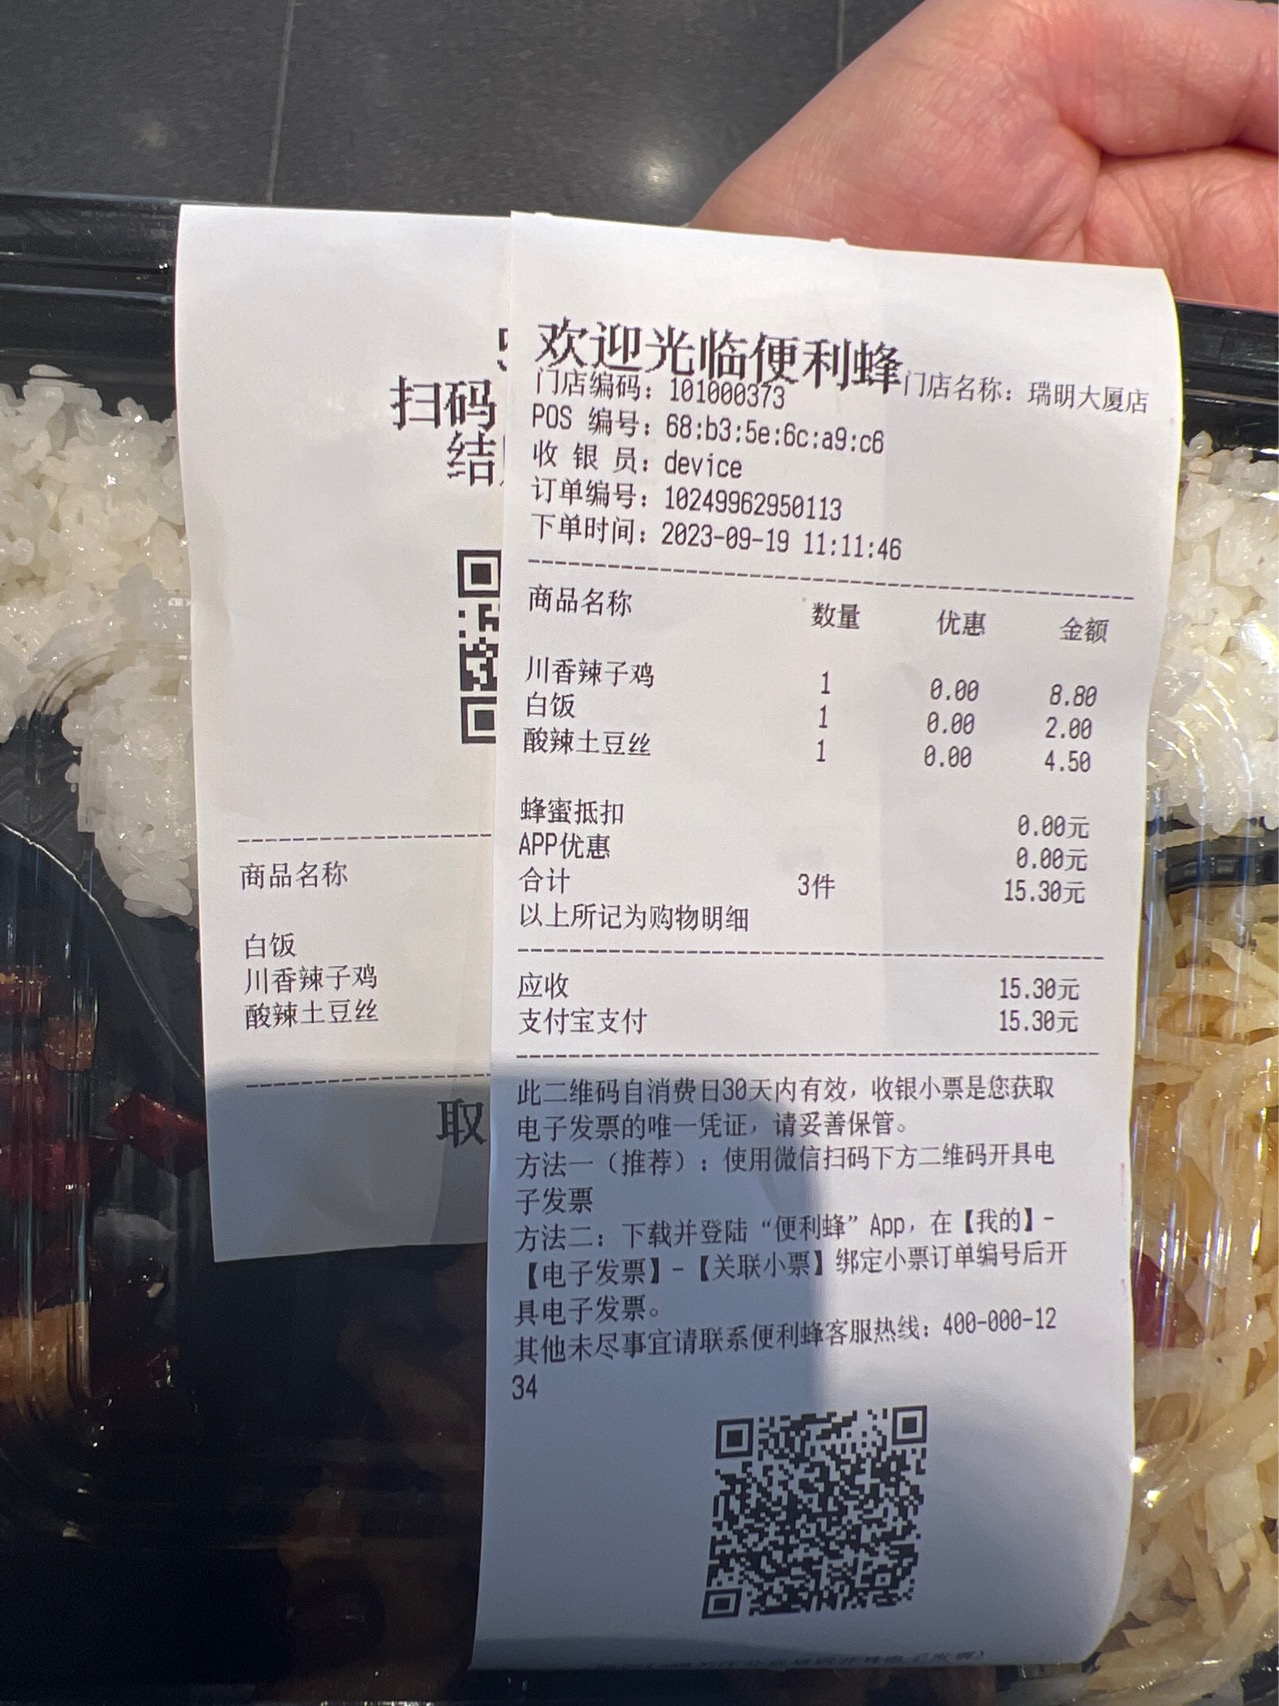 欢迎光临便利蜂
门店编码：101000373 门店名称：瑞明大厦店
POS 编号：68:b3:5e:6c:a9:c6
收 银 员：device
订单编号：10249962950113
下单时间：2023-09-19 11:11:46
商品名称 数量 优惠 金额
川香辣子鸡 1 0.00 8.80
白饭 1 0.00 2.00
酸辣土豆丝 1 0.00 4.50
蜂蜜抵扣 0.00元
APP优惠 0.00元
合计 3件 15.30元
以上所记为购物明细
应收 15.30元
支付宝支付 15.30元
此二维码自消费日30天内有效，收银小票是您获取
电子发票的唯一凭证，请妥善保管。
方法一（推荐）：使用微信扫码下方二维码开具电
子发票
方法二：下载并登陆“便利蜂”App，在【我的】-
【电子发票】-【关联小票】绑定小票订单编号后开
具电子发票。
其他未尽事宜请联系便利蜂客服热线：400-000-12
34
扫码
结
商品名称
白饭
川香辣子鸡
酸辣土豆丝
取